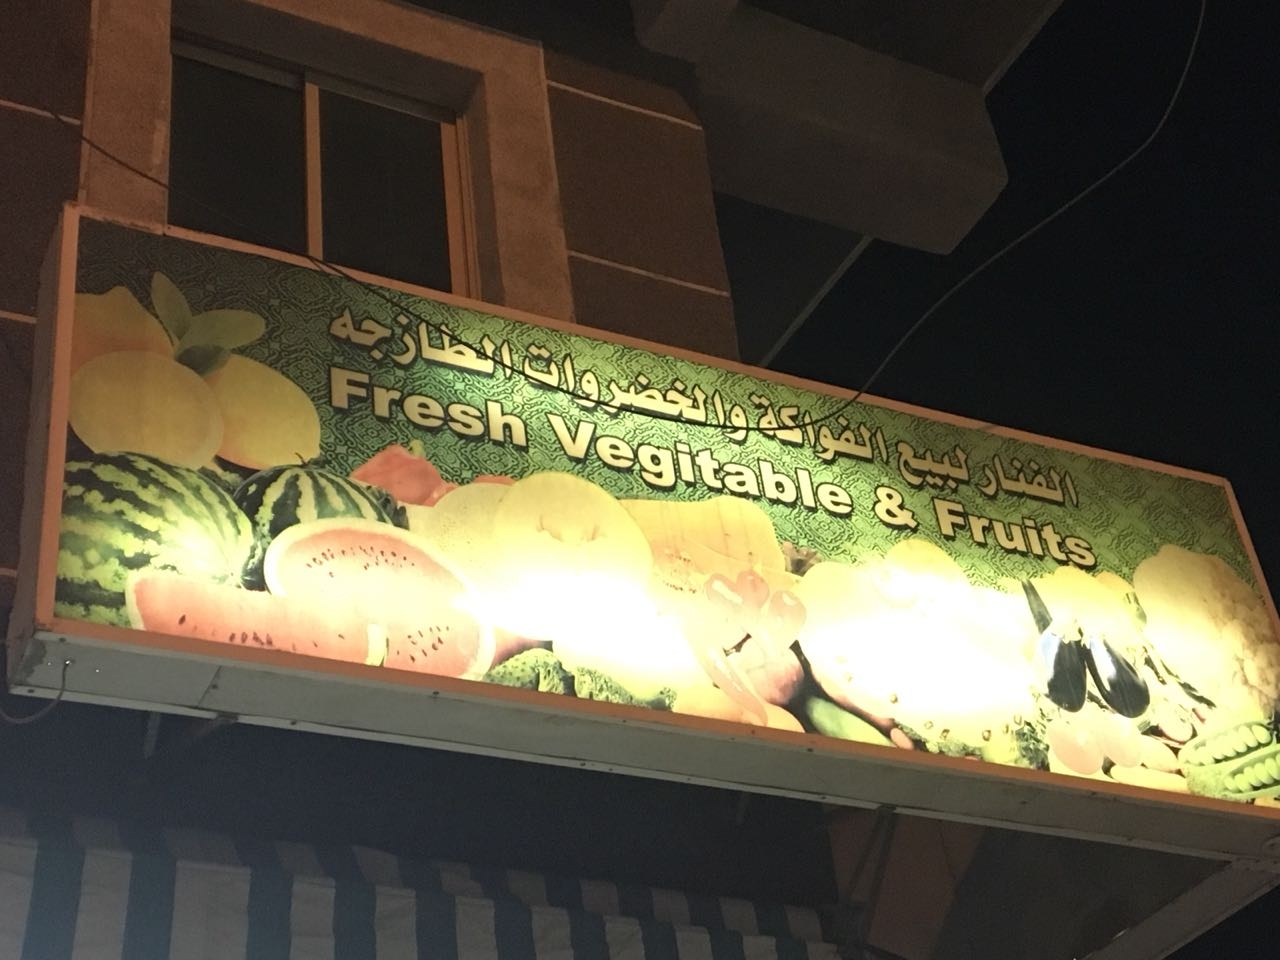 الفنار لبيع الفواكة والخضروات الطازجه
Fresh Vegitable & Fruits